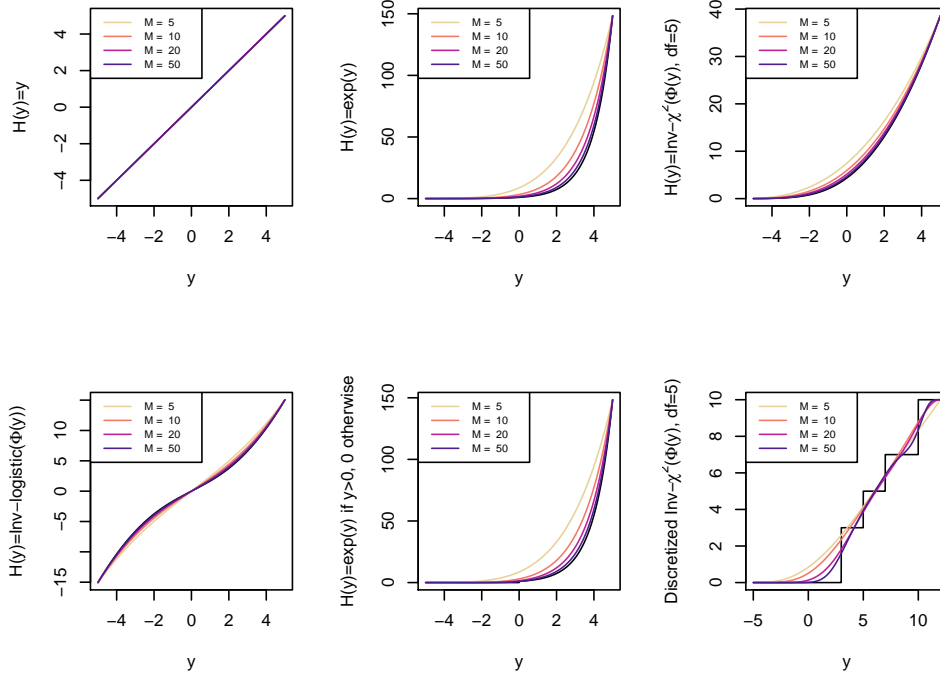 H(y)=y
4
2
0
−2
−4
M = 5
M = 10
M = 20
M = 50
−4 −2 0 2 4
y
H(y)=exp(y)
150
100
50
0
M = 5
M = 10
M = 20
M = 50
−4 −2 0 2 4
y
H(y)=Inv−χ²(Φ(y), df=5)
40
30
20
10
0
M = 5
M = 10
M = 20
M = 50
−4 −2 0 2 4
y
H(y)=Inv−logistic(Φ(y))
10
5
0
−5
−15
M = 5
M = 10
M = 20
M = 50
−4 −2 0 2 4
y
H(y)=exp(y) if y>0, 0 otherwise
150
100
50
0
M = 5
M = 10
M = 20
M = 50
−4 −2 0 2 4
y
Discretized Inv−χ²(Φ(y), df=5)
10
8
6
4
2
0
M = 5
M = 10
M = 20
M = 50
−5 0 5 10
y